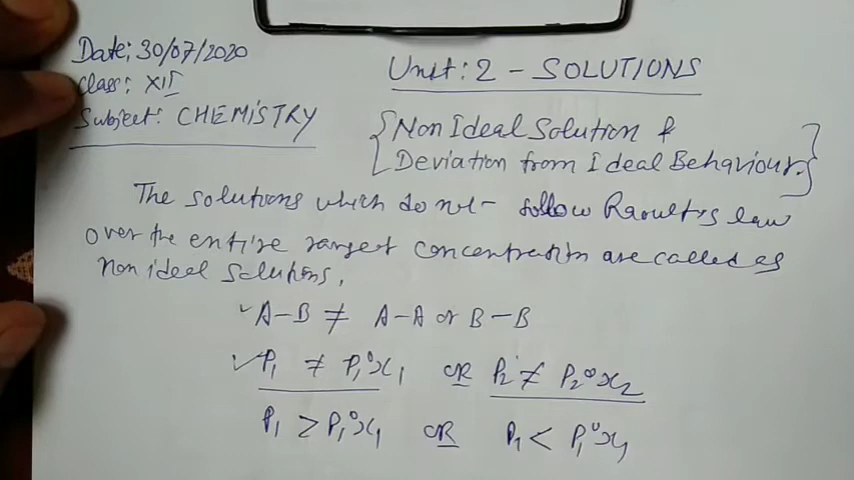 Date: 30/07/2020
Class: XII
Subject: CHEMISTRY
Unit: 2 - SOLUTIONS
{Non Ideal Solution &
Deviation from Ideal Behaviour}
The solutions which do not follow Raoult's law
over the entire range of concentration are called as
non ideal solutions,
✓ A-B ≠ A-A or B-B
✓ P₁ ≠ P₁°x₁ OR P₂ ≠ P₂°x₂
P₁ ≥ P₁°x₁ OR P₁ < P₁°x₁